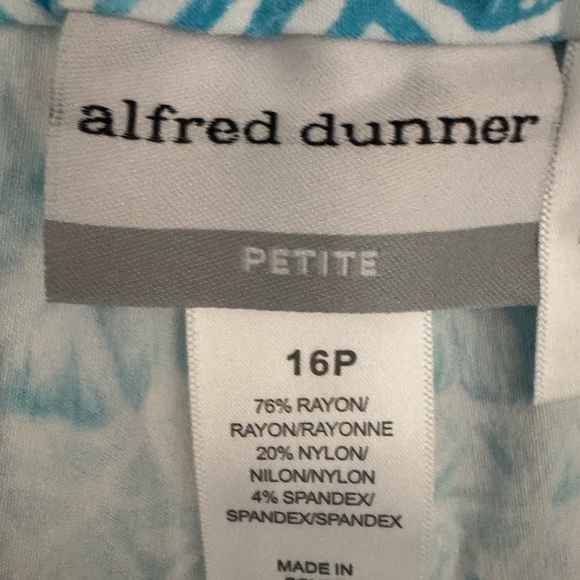 alfred dunner
PETITE
16P
76% RAYON/
RAYON/RAYONNE
20% NYLON/
NILON/NYLON
4% SPANDEX/
SPANDEX/SPANDEX
MADE IN